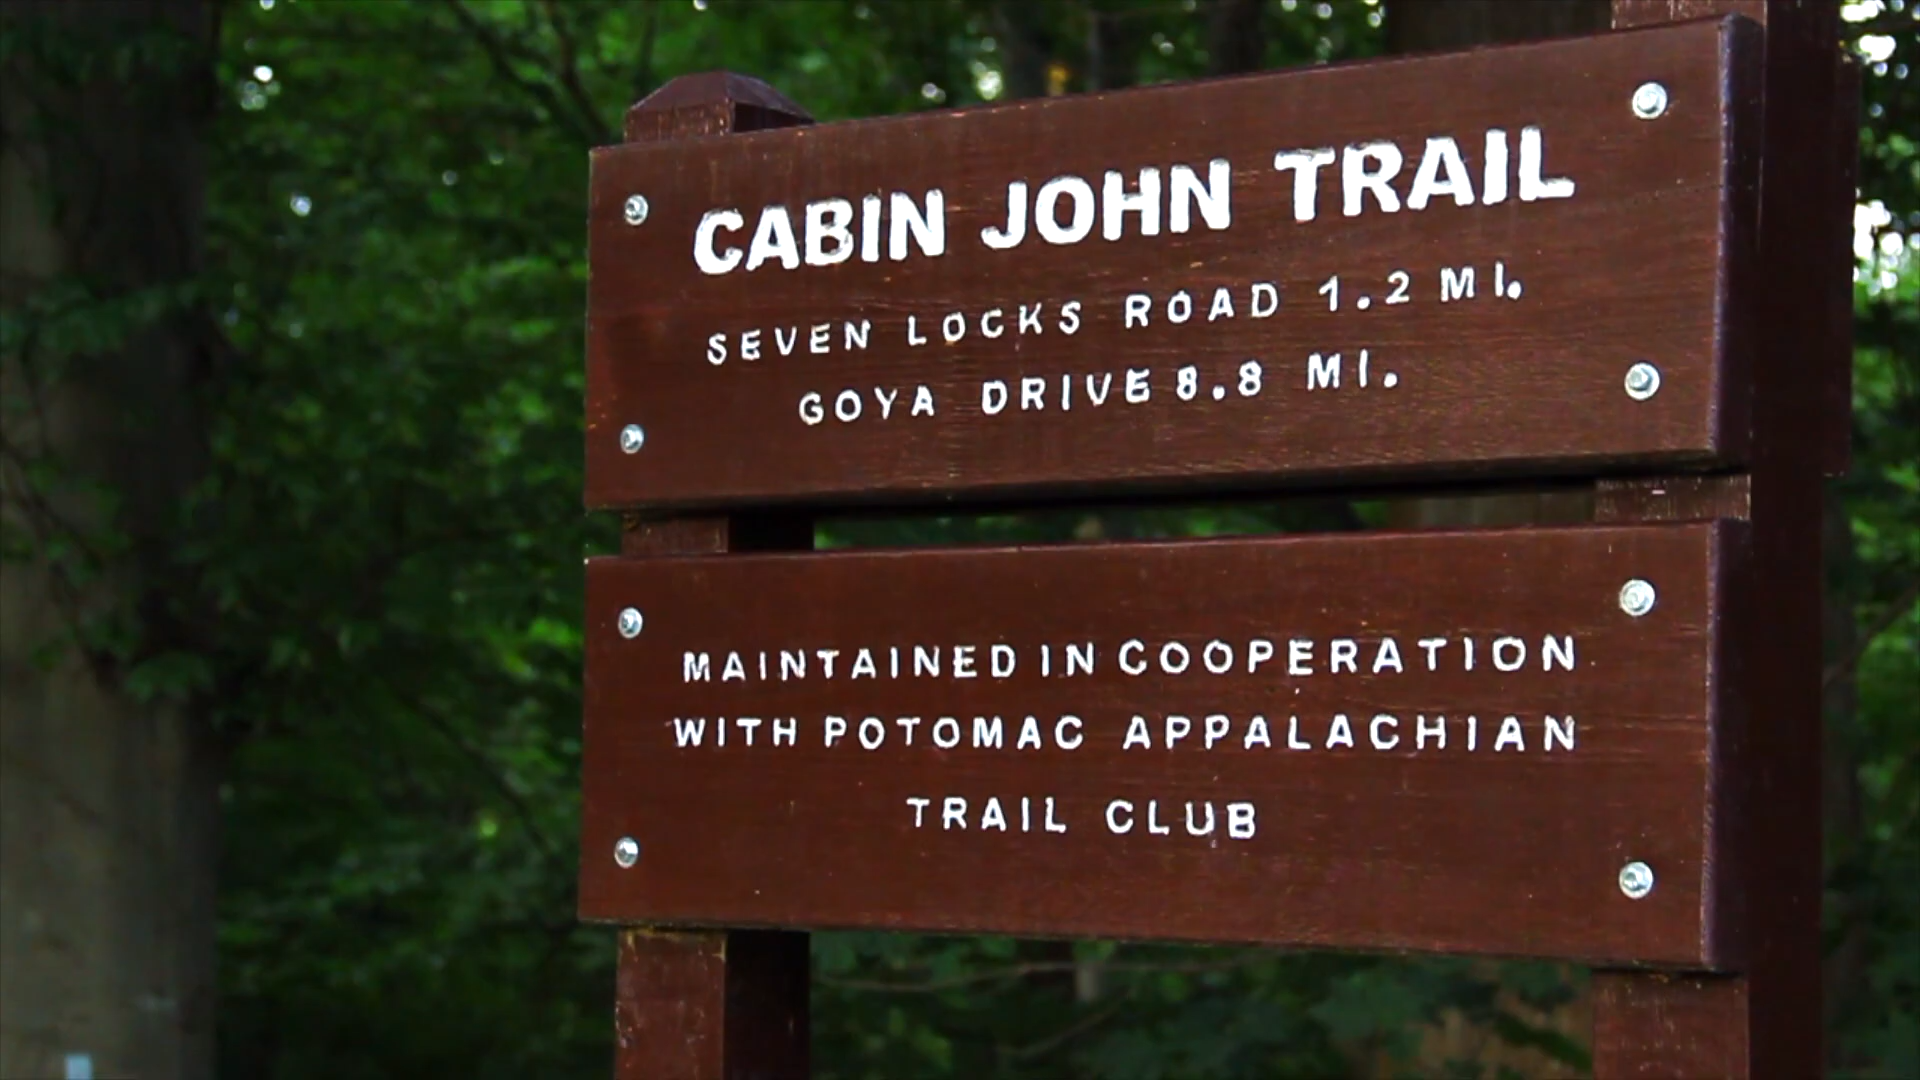 CABIN JOHN TRAIL
SEVEN LOCKS ROAD 1.2 MI.
GOYA DRIVE 8.8 MI.
MAINTAINED IN COOPERATION
WITH POTOMAC APPALACHIAN
TRAIL CLUB